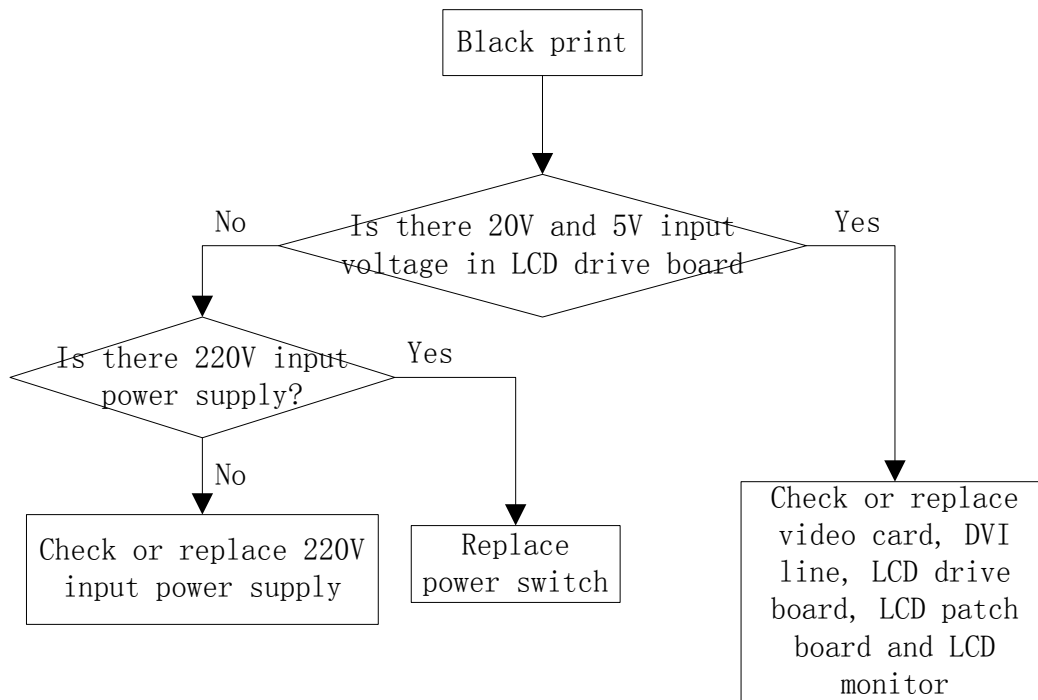 Black print
Is there 20V and 5V input
voltage in LCD drive board
No
Yes
Is there 220V input
power supply?
Yes
No
Check or replace 220V
input power supply
Replace
power switch
Check or replace
video card, DVI
line, LCD drive
board, LCD patch
board and LCD
monitor